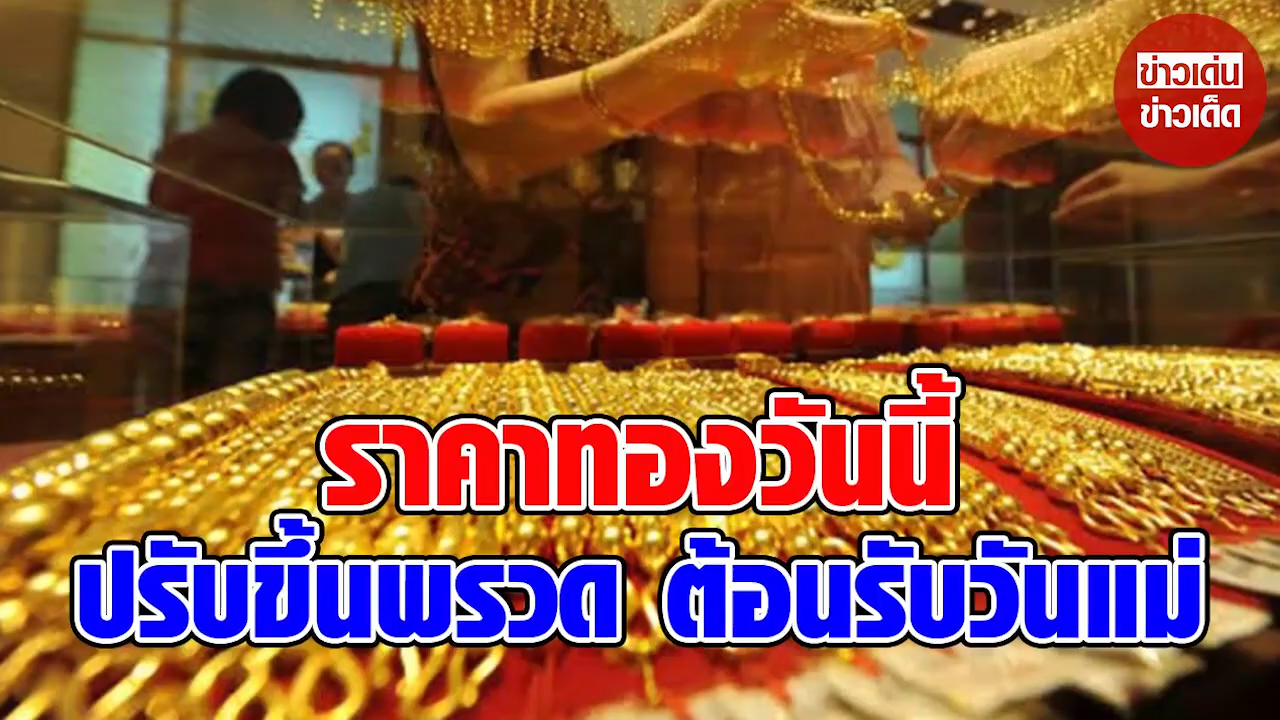 ข่าวเด่น
ข่าวเด็ด
ราคาทองวันนี้
ปรับขึ้นพรวด ต้อนรับวันแม่